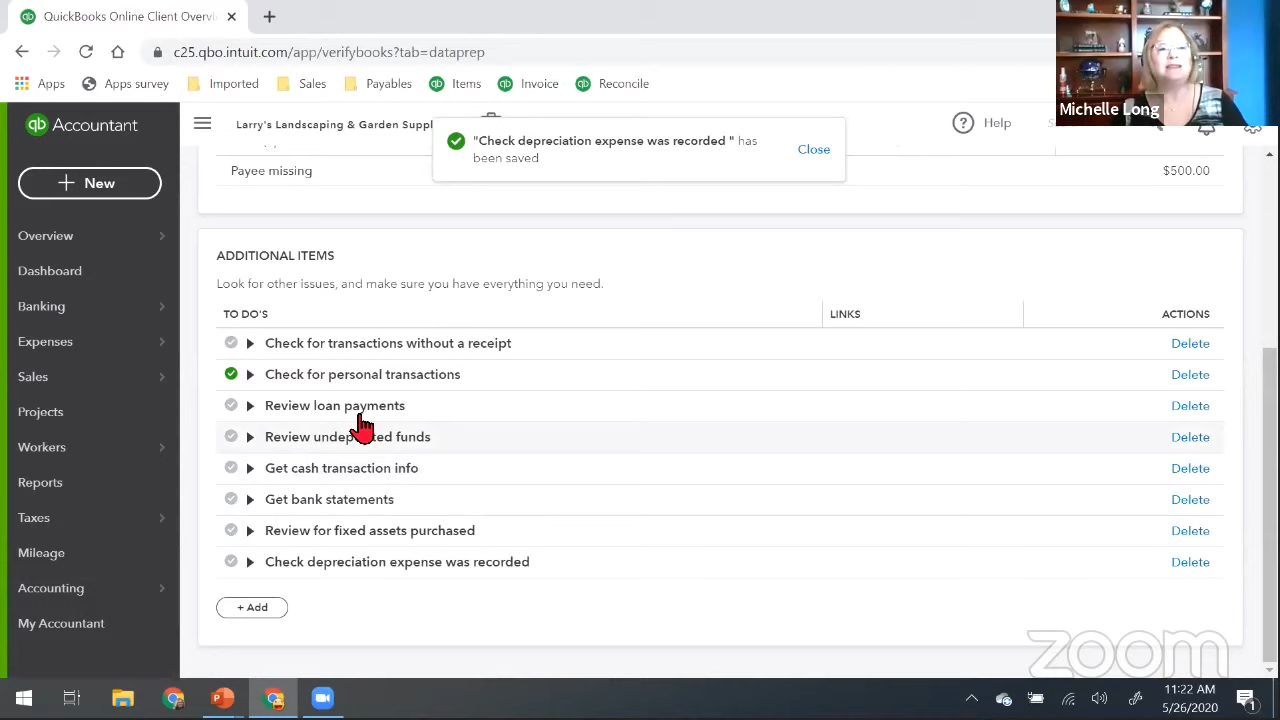 QuickBooks Online Client Overvi
c25.qbo.intuit.com/app/verifybooks?tab=dataprep
Apps
Apps survey
Imported
Sales
Payables
Items
Invoice
Reconcile
Michelle Long
qb Accountant
Larry's Landscaping & Garden Suppl
Help
"Check depreciation expense was recorded " has
been saved
Close
Payee missing
$500.00
New
Overview
Dashboard
Banking
Expenses
Sales
Projects
Workers
Reports
Taxes
Mileage
Accounting
My Accountant
ADDITIONAL ITEMS
Look for other issues, and make sure you have everything you need.
TO DO'S
LINKS
ACTIONS
Check for transactions without a receipt
Delete
Check for personal transactions
Delete
Review loan payments
Delete
Review funds
Delete
Get cash transaction info
Delete
Get bank statements
Delete
Review for fixed assets purchased
Delete
Check depreciation expense was recorded
Delete
+ Add
zoom
11:22 AM
5/26/2020
1